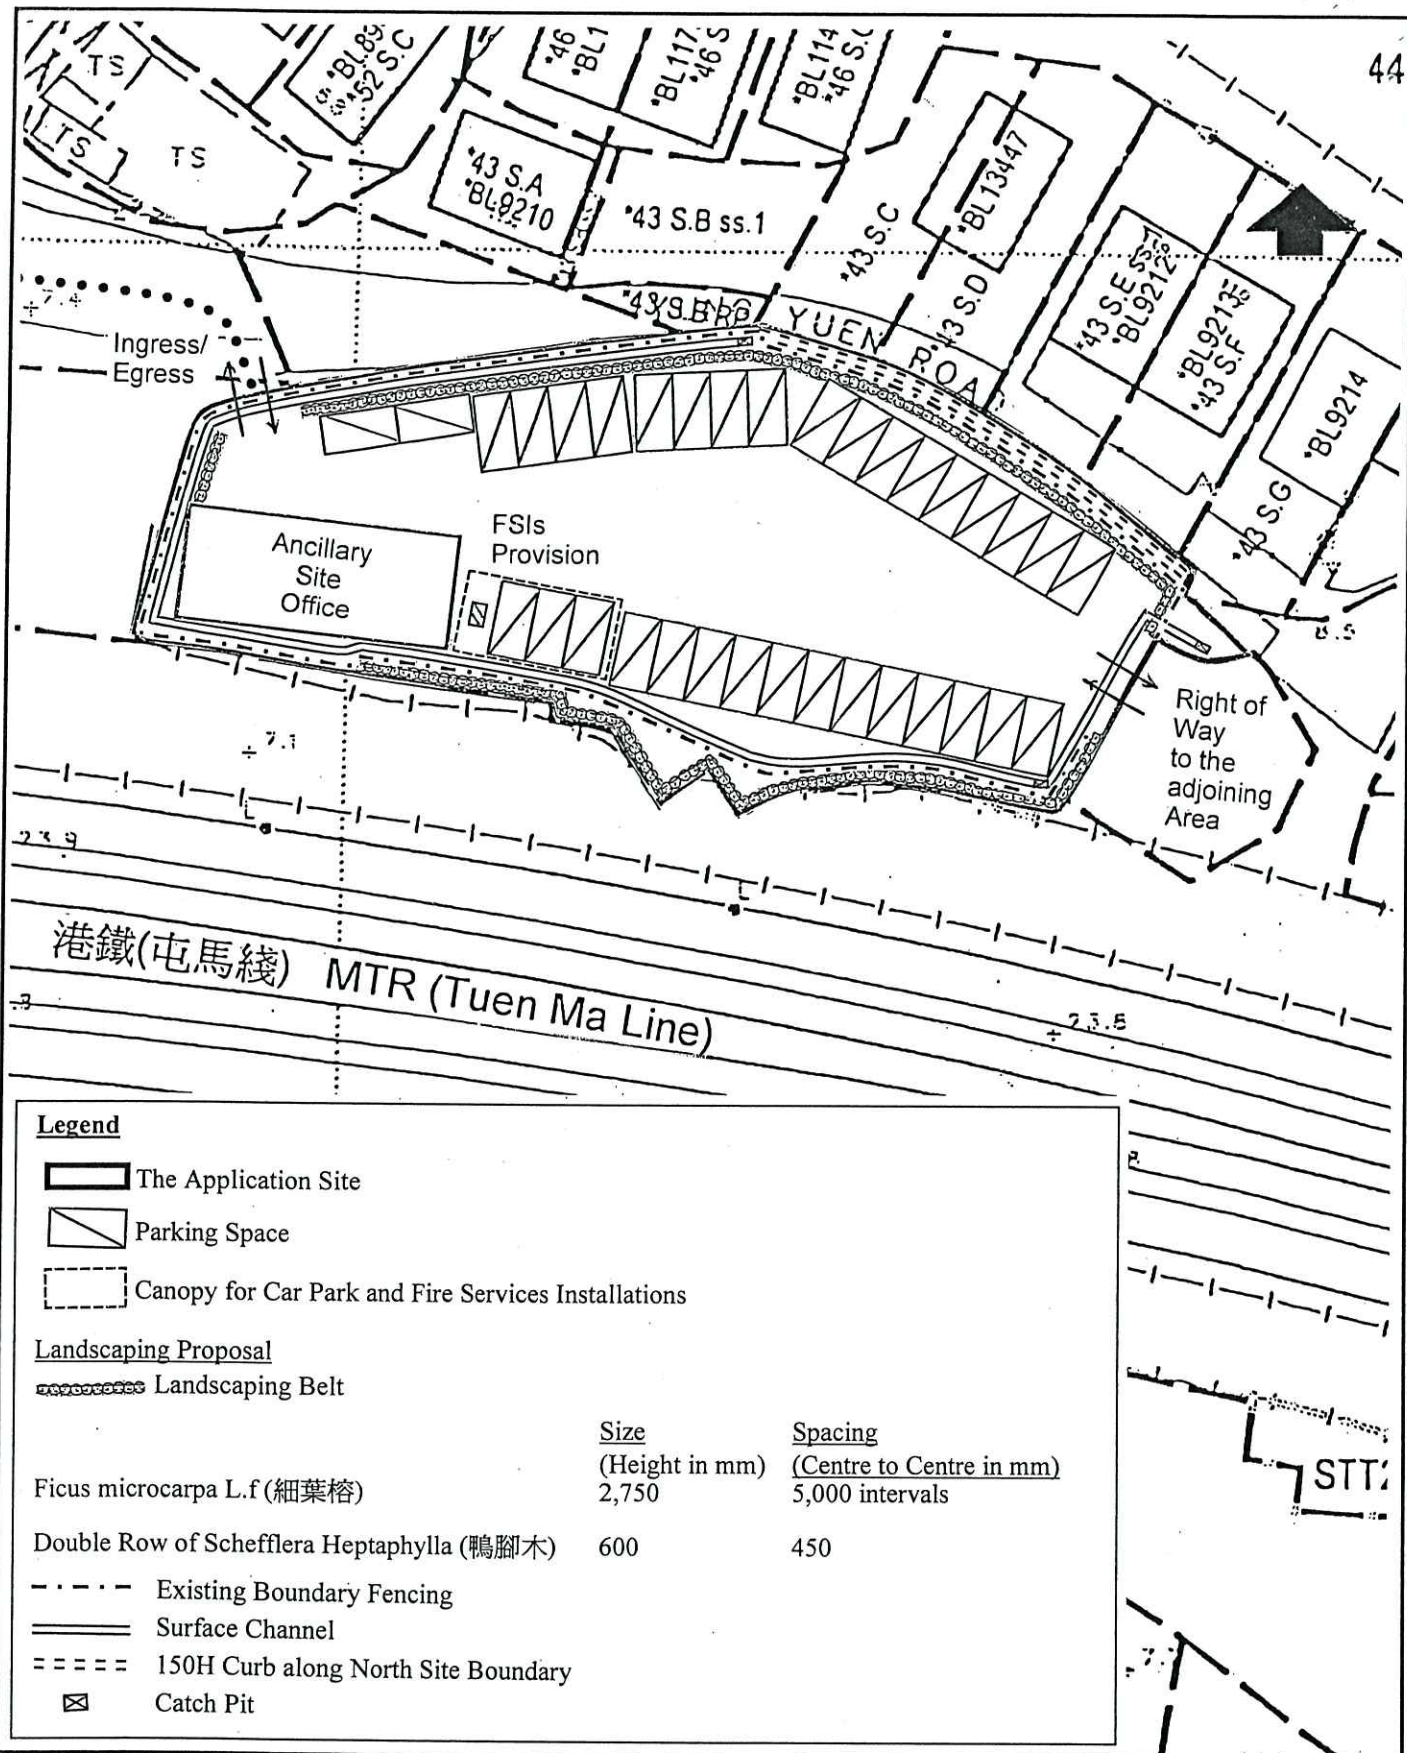 44
TS
TS
TS
*BL89
*52 S.C
*46
*BL1
*BL117
*46 S
*BL114
*46 S.
*43 S.A
*BL9210
*43 S.B ss.1
*43 S.C
*BL13447
*43 S.D
*BL9212
*BL9213
*43 S.F
*BL9214
*43 S.G
YUEN ROAD
7.4
Ingress/
Egress
Ancillary
Site
Office
FSIs
Provision
Right of
Way
to the
adjoining
Area
7.1
港鐵(屯馬綫) MTR (Tuen Ma Line)
Legend
The Application Site
Parking Space
Canopy for Car Park and Fire Services Installations
Landscaping Proposal
Landscaping Belt
Size Spacing
(Height in mm) (Centre to Centre in mm)
Ficus microcarpa L.f (細葉榕) 2,750 5,000 intervals
Double Row of Schefflera Heptaphylla (鴨腳木) 600 450
Existing Boundary Fencing
Surface Channel
150H Curb along North Site Boundary
Catch Pit